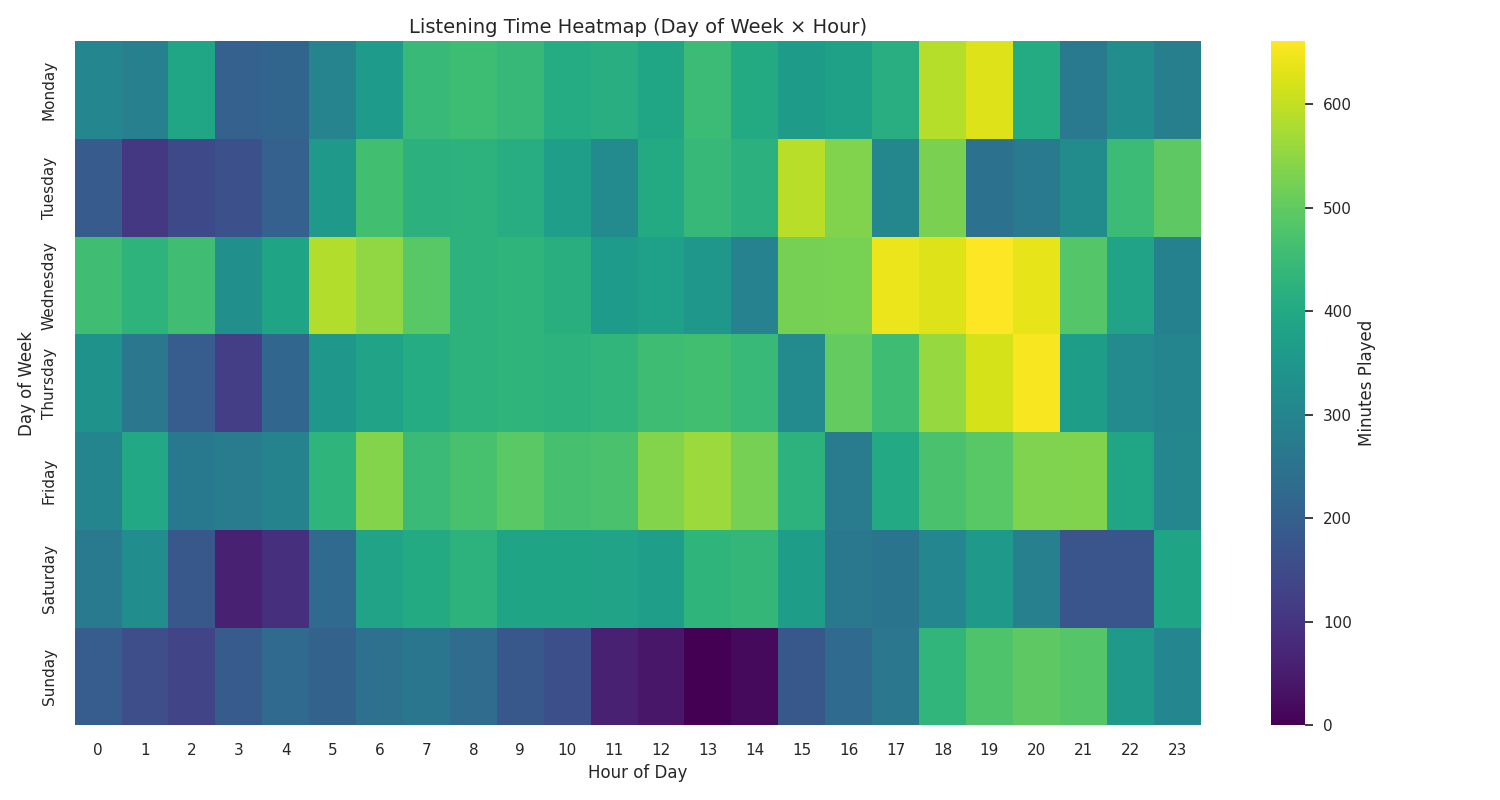 Listening Time Heatmap (Day of Week × Hour)
Day of Week
Monday
Tuesday
Wednesday
Thursday
Friday
Saturday
Sunday
0 1 2 3 4 5 6 7 8 9 10 11 12 13 14 15 16 17 18 19 20 21 22 23
Hour of Day
600
500
400
300
200
100
0
Minutes Played